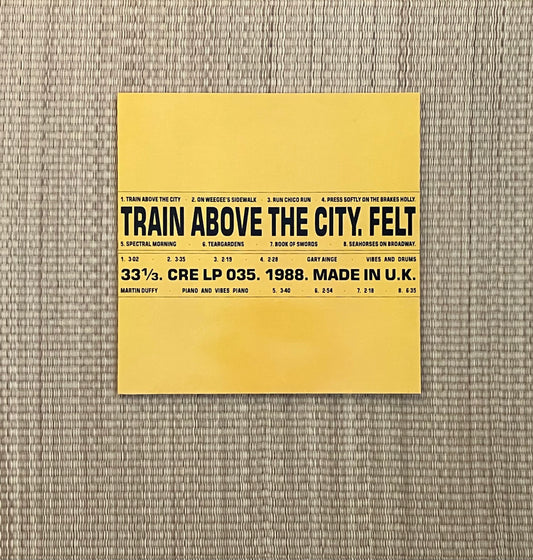 1. TRAIN ABOVE THE CITY · 2. ON WEEGEE'S SIDEWALK · 3. RUN CHICO RUN · 4. PRESS SOFTLY ON THE BRAKES HOLLY.
TRAIN ABOVE THE CITY. FELT
5. SPECTRAL MORNING · 6. TEARGARDENS · 7. BOOK OF SWORDS · 8. SEAHORSES ON BROADWAY.
1. 3·02 · 2. 3·35 · 3. 2·19 · 4. 2·28 GARY AINGE · VIBES AND DRUMS
33⅓. CRE LP 035. 1988. MADE IN U.K.
MARTIN DUFFY · PIANO AND VIBES PIANO · 5. 3·40 · 6. 2·54 · 7. 2·18 · 8. 6·35